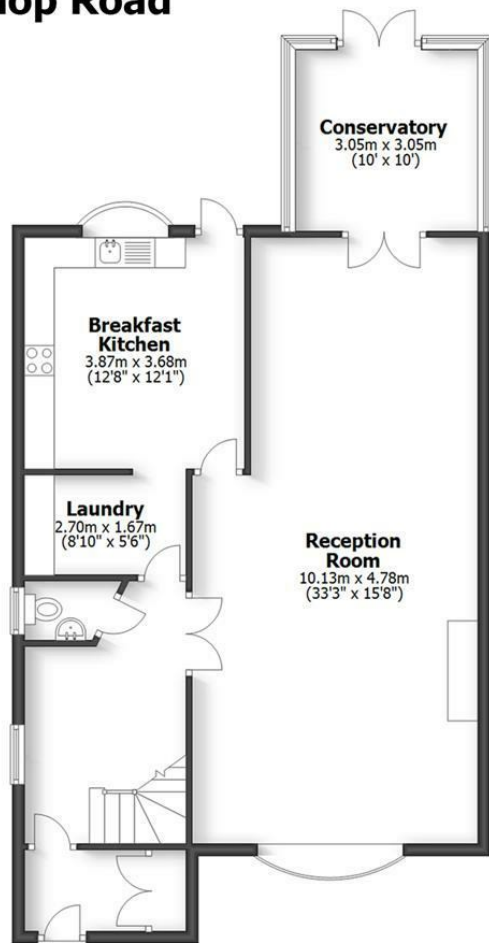 Road
Conservatory
3.05m x 3.05m
(10' x 10')
Breakfast
Kitchen
3.87m x 3.68m
(12'8" x 12'1")
Laundry
2.70m x 1.67m
(8'10" x 5'6")
Reception
Room
10.13m x 4.78m
(33'3" x 15'8")